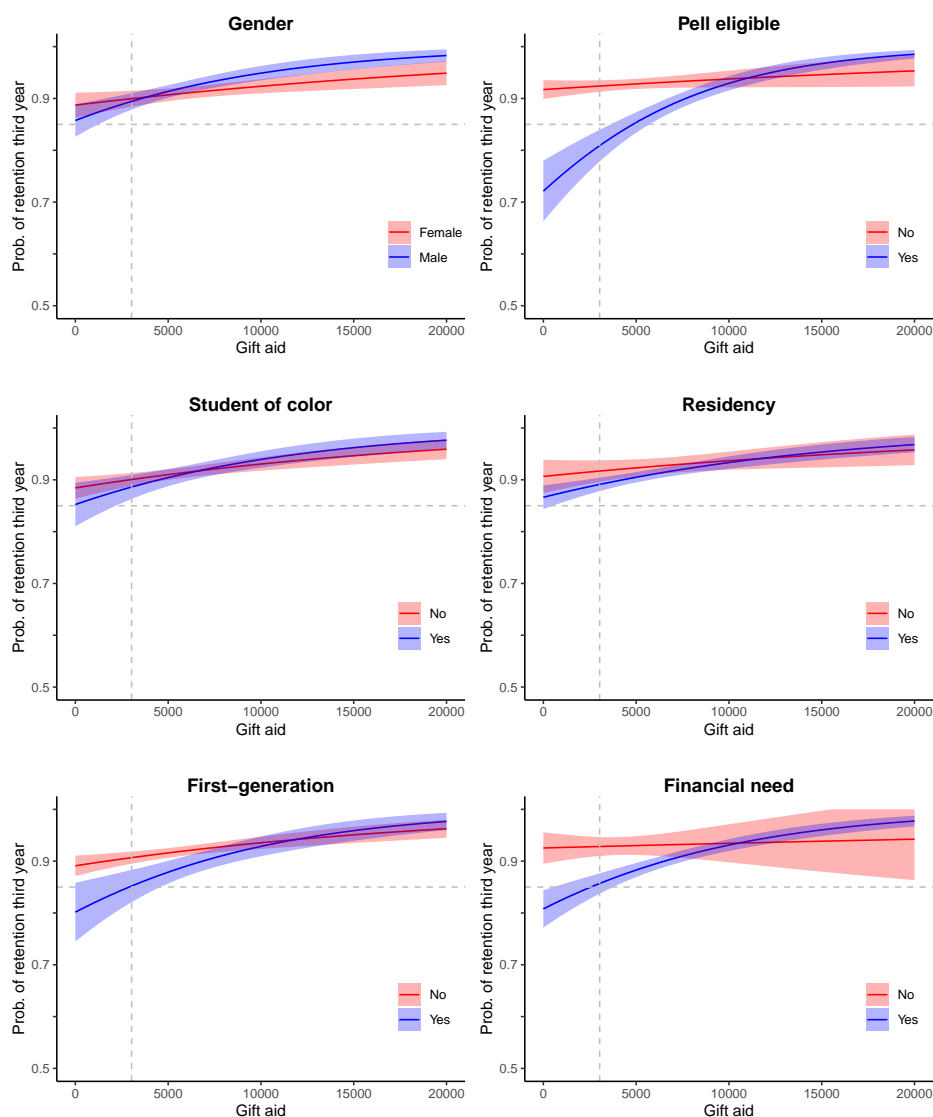 Gender
Prob. of retention third year
0.9
0.7
0.5
Female
Male
0 5000 10000 15000 20000
Gift aid
Pell eligible
Prob. of retention third year
0.9
0.7
0.5
No
Yes
0 5000 10000 15000 20000
Gift aid
Student of color
Prob. of retention third year
0.9
0.7
0.5
No
Yes
0 5000 10000 15000 20000
Gift aid
Residency
Prob. of retention third year
0.9
0.7
0.5
No
Yes
0 5000 10000 15000 20000
Gift aid
First−generation
Prob. of retention third year
0.9
0.7
0.5
No
Yes
0 5000 10000 15000 20000
Gift aid
Financial need
Prob. of retention third year
0.9
0.7
0.5
No
Yes
0 5000 10000 15000 20000
Gift aid